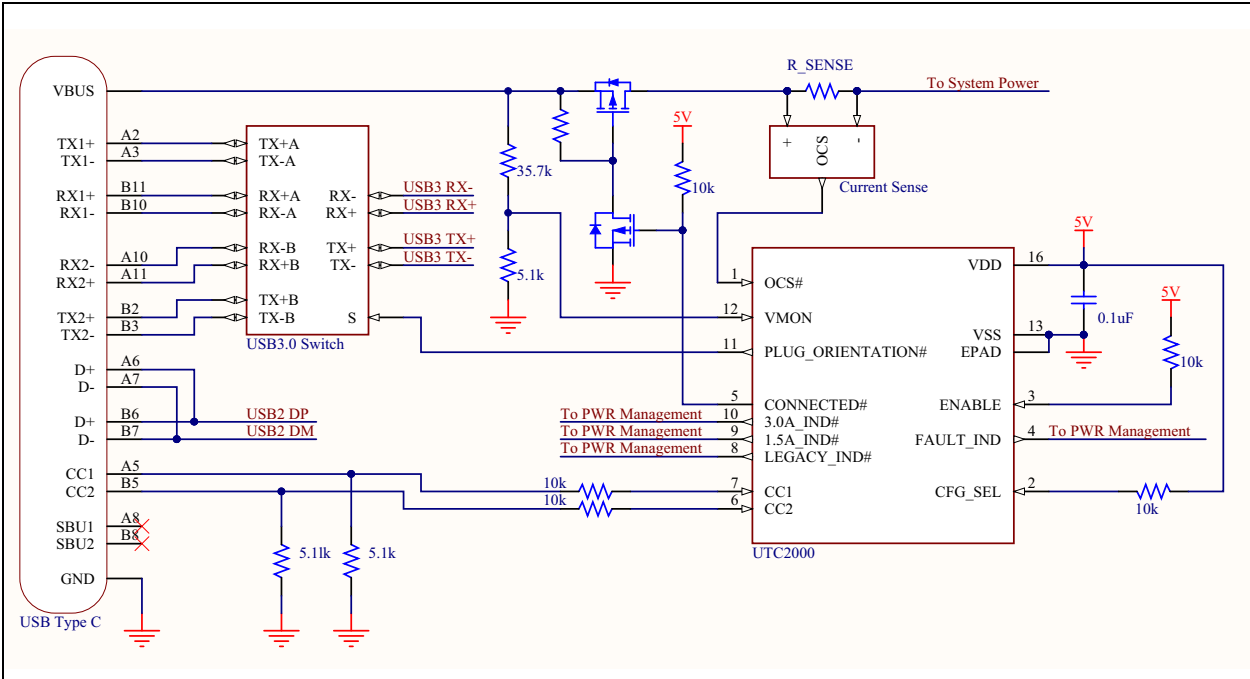 VBUS
TX1+ A2
TX1- A3
RX1+ B11
RX1- B10
RX2- A10
RX2+ A11
TX2+ B2
TX2- B3
D+ A6
D- A7
D+ B6
D- B7
CC1 A5
CC2 B5
SBU1 A8
SBU2 B8
GND
USB Type C
TX+A
TX-A
RX+A
RX-A
RX-B
RX+B
TX+B
TX-B
RX-
RX+
TX+
TX-
S
USB3.0 Switch
USB3 RX-
USB3 RX+
USB3 TX+
USB3 TX-
USB2 DP
USB2 DM
35.7k
5.1k
5V
10k
R_SENSE
To System Power
+
OCS
-
Current Sense
1 OCS#
12 VMON
11 PLUG_ORIENTATION#
5 CONNECTED#
To PWR Management 10 3.0A_IND#
To PWR Management 9 1.5A_IND#
To PWR Management 8 LEGACY_IND#
10k 7 CC1
10k 6 CC2
VDD 16
VSS 13
EPAD
ENABLE 3
FAULT_IND 4 To PWR Management
CFG_SEL 2
UTC2000
5V
0.1uF
5V
10k
10k
5.11k
5.1k